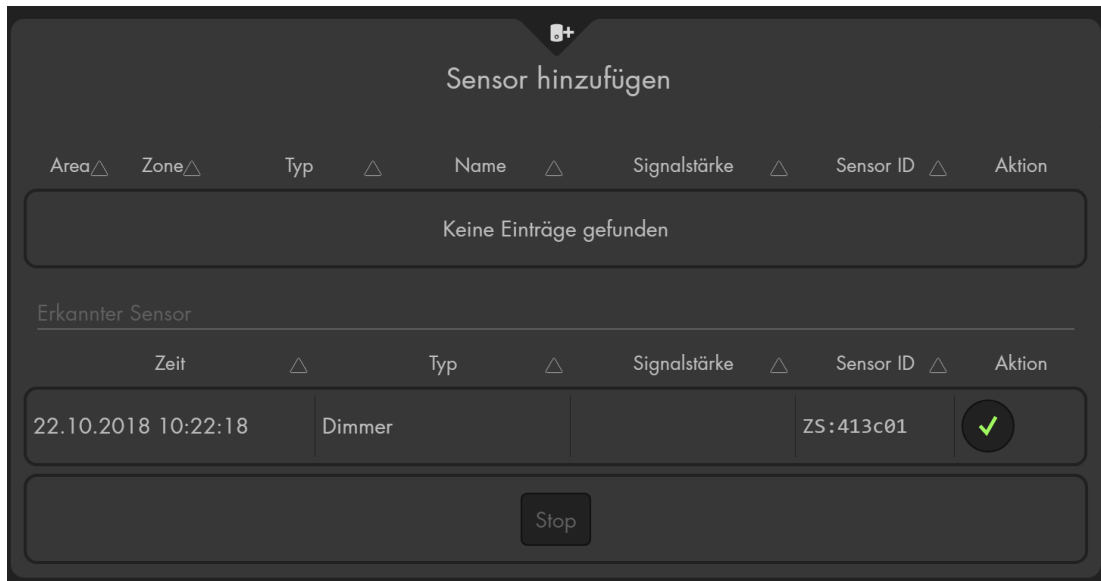 Sensor hinzufügen
Area Zone Typ Name Signalstärke Sensor ID Aktion
Keine Einträge gefunden
Erkannter Sensor
Zeit Typ Signalstärke Sensor ID Aktion
22.10.2018 10:22:18 Dimmer ZS:413c01
Stop